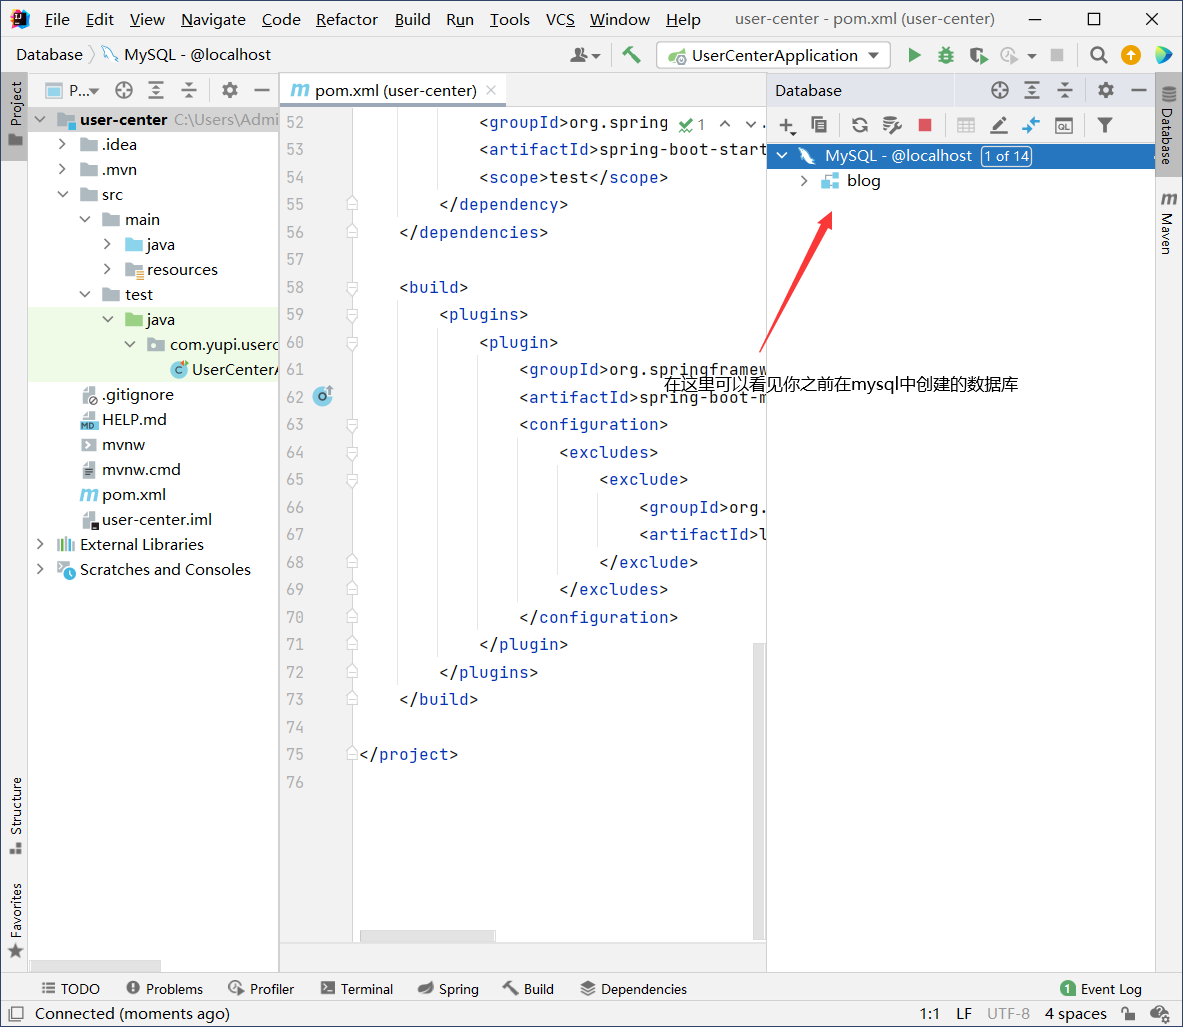 File Edit View Navigate Code Refactor Build Run Tools VCS Window Help user-center - pom.xml (user-center)
Database MySQL - @localhost UserCenterApplication
Project
P...
pom.xml (user-center)
Database
user-center C:\Users\Admi
.idea
.mvn
src
main
java
resources
test
java
com.yupi.userc
UserCenterA
.gitignore
HELP.md
mvnw
mvnw.cmd
pom.xml
user-center.iml
External Libraries
Scratches and Consoles
52 <groupId>org.spring 1
53 <artifactId>spring-boot-start
54 <scope>test</scope>
55 </dependency>
56 </dependencies>
57
58 <build>
59 <plugins>
60 <plugin>
61 <groupId>org.springframew
62 <artifactId>spring-boot-m
63 <configuration>
64 <excludes>
65 <exclude>
66 <groupId>org.
67 <artifactId>l
68 </exclude>
69 </excludes>
70 </configuration>
71 </plugin>
72 </plugins>
73 </build>
74
75 </project>
76
QL
MySQL - @localhost 1 of 14
blog
在这里可以看见你之前在mysql中创建的数据库
Database
m Maven
Structure
Favorites
TODO Problems Profiler Terminal Spring Build Dependencies 1 Event Log
Connected (moments ago) 1:1 LF UTF-8 4 spaces